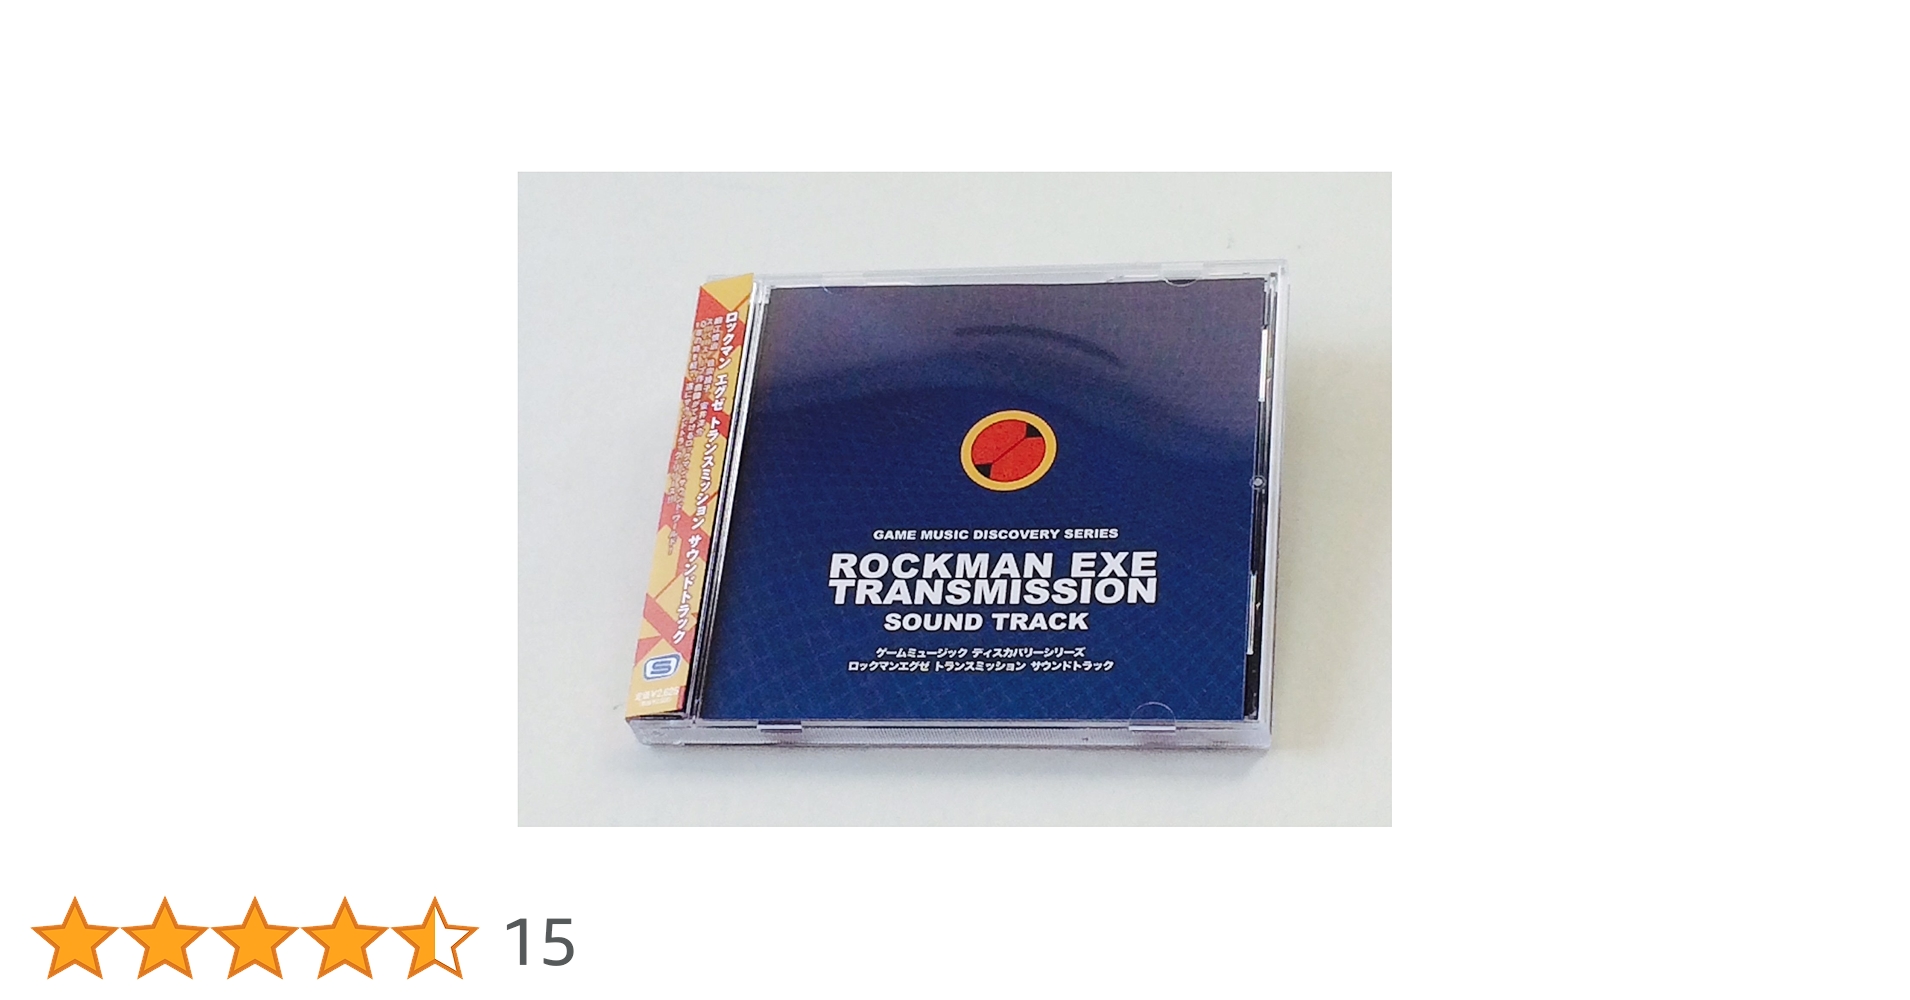 ロックマン エグゼ トランスミッション サウンドトラック
GAME MUSIC DISCOVERY SERIES
ROCKMAN EXE
TRANSMISSION
SOUND TRACK
ゲームミュージック ディスカバリーシリーズ
ロックマンエグゼ トランスミッション サウンドトラック
S
定価¥2,625
15